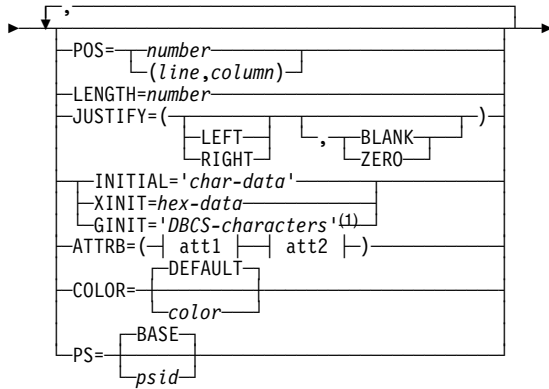 ,
POS= number
(line,column)
LENGTH=number
JUSTIFY=( )
LEFT , BLANK
RIGHT ZERO
INITIAL='char-data'
XINIT=hex-data
GINIT='DBCS-characters'(1)
ATTRB=( att1 att2 )
DEFAULT
COLOR=
color
BASE
PS=
psid